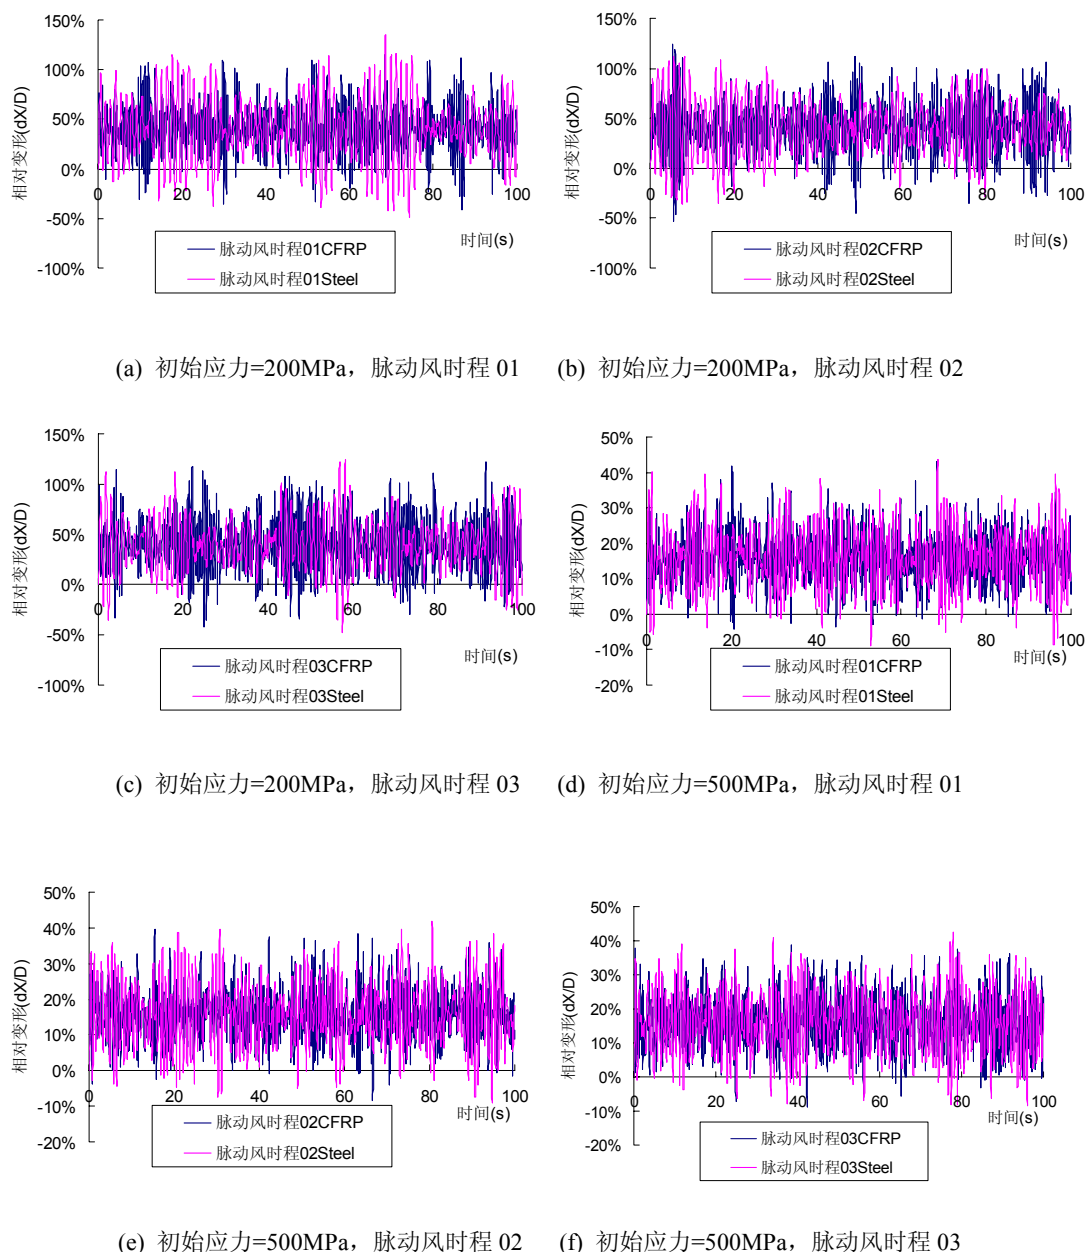 150%
100%
50%
0%
-50%
-100%
相对变形(dX/D)
0 20 40 60 80 100
时间(s)
脉动风时程01CFRP
脉动风时程01Steel
150%
100%
50%
0%
-50%
-100%
相对变形(dX/D)
0 20 40 60 80 100
时间(s)
脉动风时程02CFRP
脉动风时程02Steel
(a) 初始应力=200MPa，脉动风时程 01
(b) 初始应力=200MPa，脉动风时程 02
150%
100%
50%
0%
-50%
-100%
相对变形(dX/D)
0 20 40 60 80 100
时间(s)
脉动风时程03CFRP
脉动风时程03Steel
50%
40%
30%
20%
10%
0%
-10%
-20%
相对变形(dX/D)
0 20 40 60 80 100
时间(s)
脉动风时程01CFRP
脉动风时程01Steel
(c) 初始应力=200MPa，脉动风时程 03
(d) 初始应力=500MPa，脉动风时程 01
50%
40%
30%
20%
10%
0%
-10%
-20%
相对变形(dX/D)
0 20 40 60 80 100
时间(s)
脉动风时程02CFRP
脉动风时程02Steel
50%
40%
30%
20%
10%
0%
-10%
-20%
相对变形(dX/D)
0 20 40 60 80 100
时间(s)
脉动风时程03CFRP
脉动风时程03Steel
(e) 初始应力=500MPa，脉动风时程 02
(f) 初始应力=500MPa，脉动风时程 03